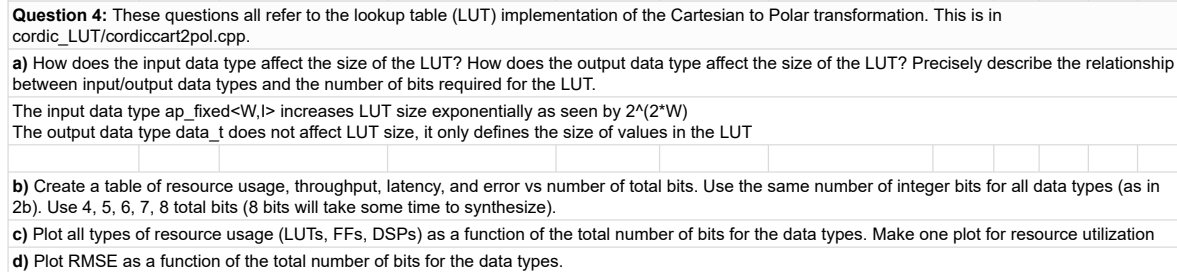 Question 4: These questions all refer to the lookup table (LUT) implementation of the Cartesian to Polar transformation. This is in
cordic_LUT/cordiccart2pol.cpp.
a) How does the input data type affect the size of the LUT? How does the output data type affect the size of the LUT? Precisely describe the relationship
between input/output data types and the number of bits required for the LUT.
The input data type ap_fixed<W,I> increases LUT size exponentially as seen by 2^(2*W)
The output data type data_t does not affect LUT size, it only defines the size of values in the LUT
b) Create a table of resource usage, throughput, latency, and error vs number of total bits. Use the same number of integer bits for all data types (as in
2b). Use 4, 5, 6, 7, 8 total bits (8 bits will take some time to synthesize).
c) Plot all types of resource usage (LUTs, FFs, DSPs) as a function of the total number of bits for the data types. Make one plot for resource utilization
d) Plot RMSE as a function of the total number of bits for the data types.